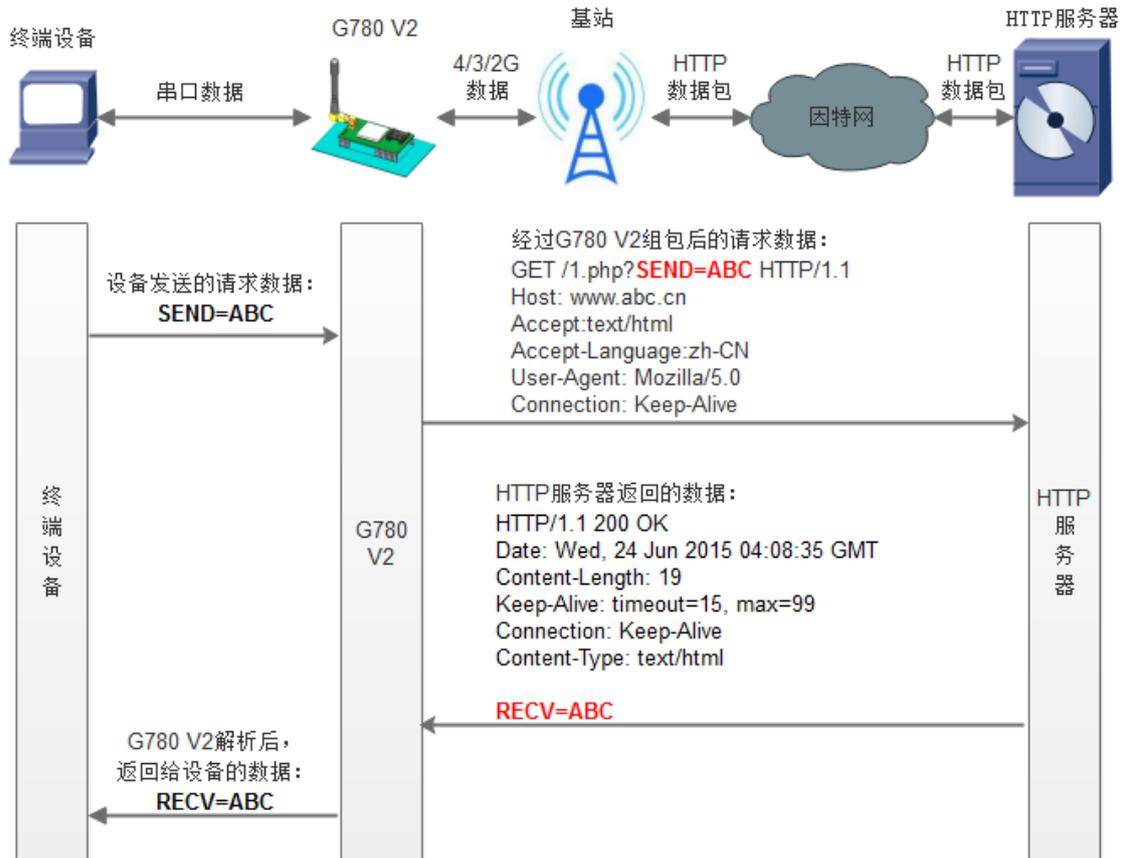 终端设备
G780 V2
基站
HTTP服务器
串口数据
4/3/2G
数据
HTTP
数据包
因特网
HTTP
数据包
设备发送的请求数据：
SEND=ABC
经过G780 V2组包后的请求数据：
GET /1.php?SEND=ABC HTTP/1.1
Host: www.abc.cn
Accept:text/html
Accept-Language:zh-CN
User-Agent: Mozilla/5.0
Connection: Keep-Alive
终
端
设
备
G780
V2
HTTP
服
务
器
HTTP服务器返回的数据：
HTTP/1.1 200 OK
Date: Wed, 24 Jun 2015 04:08:35 GMT
Content-Length: 19
Keep-Alive: timeout=15, max=99
Connection: Keep-Alive
Content-Type: text/html
RECV=ABC
G780 V2解析后，
返回给设备的数据：
RECV=ABC